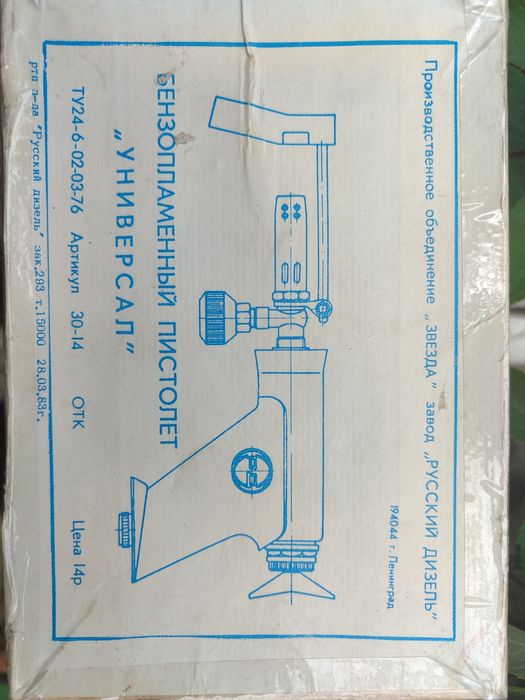 Производственное объединение „ЗВЕЗДА" завод „РУССКИЙ ДИЗЕЛЬ"
194044 г. Ленинград
БЕНЗОПЛАМЕННЫЙ ПИСТОЛЕТ
„УНИВЕРСАЛ"
ТУ24-6-02-03-76 Артикул 30-14 ОТК Цена 14р
ртп з-да "Русский дизель" зак.293 т.15000 28.03.83г.